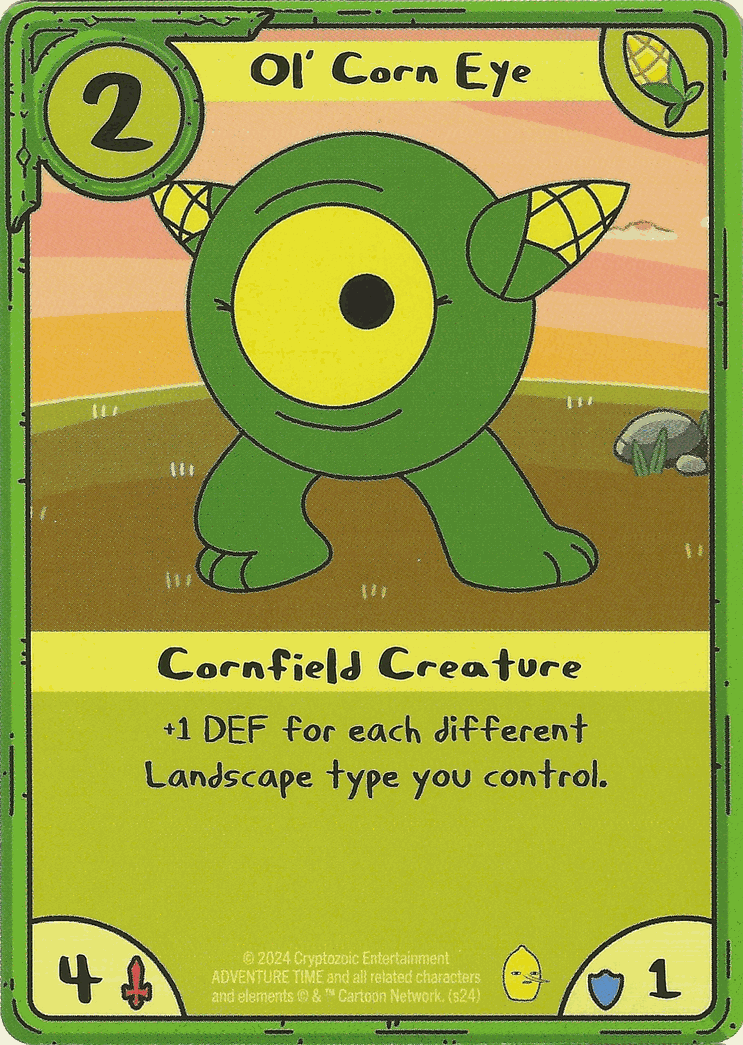 2
Ol' Corn Eye
Cornfield Creature
+1 DEF for each different
Landscape type you control.
4
© 2024 Cryptozoic Entertainment
ADVENTURE TIME and all related characters
and elements © & ™ Cartoon Network. (s24)
1